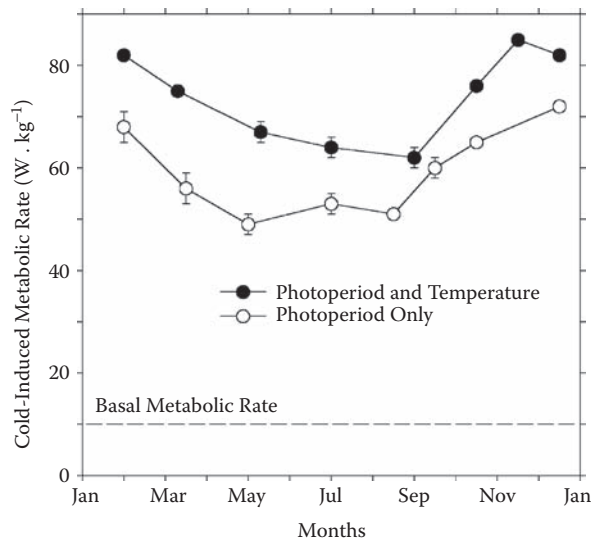 Cold-Induced Metabolic Rate (W . kg⁻¹)
80
60
40
20
0
Photoperiod and Temperature
Photoperiod Only
Basal Metabolic Rate
Jan Mar May Jul Sep Nov Jan
Months